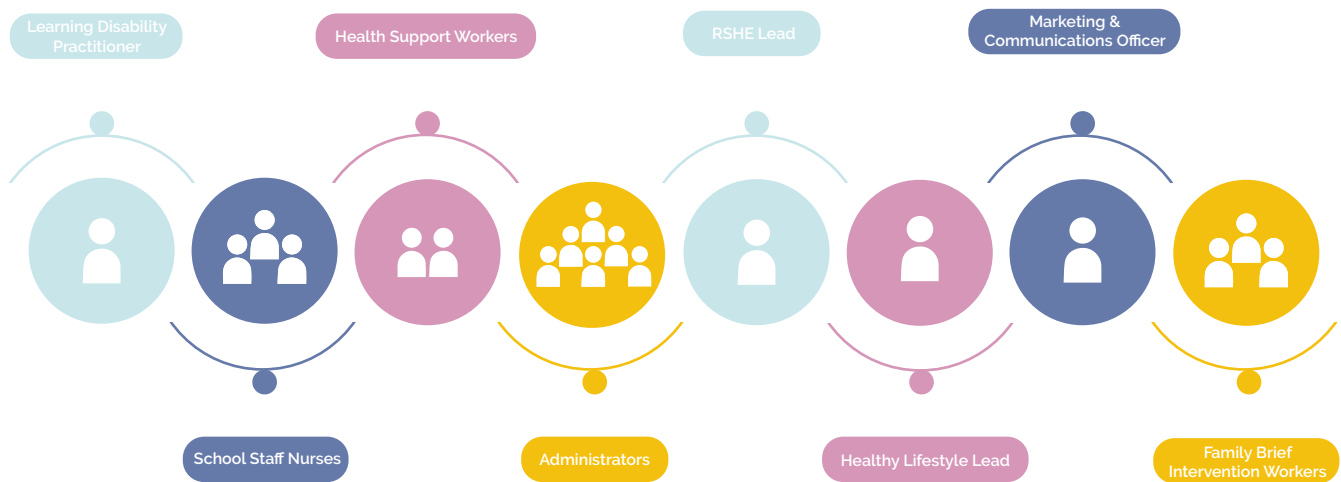 Learning Disability
Practitioner
Health Support Workers
RSHE Lead
Marketing &
Communications Officer
School Staff Nurses
Administrators
Healthy Lifestyle Lead
Family Brief
Intervention Workers